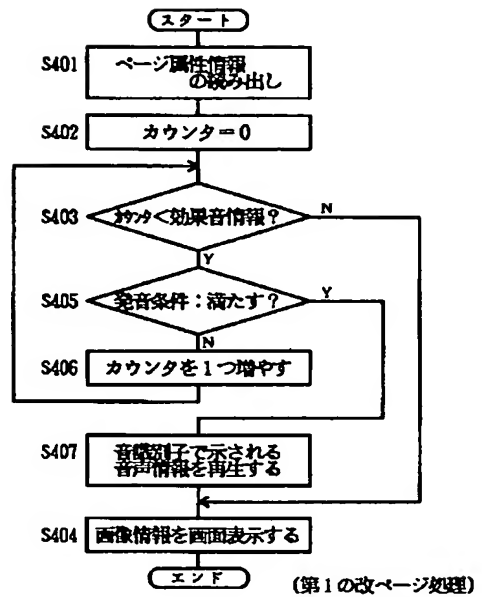 スタート
S401 ページ属性情報
の読み出し
S402 カウンタ＝0
S403 カウンタ＜効果音情報？ N
Y
S405 発音条件：満たす？ Y
N
S406 カウンタを１つ増やす
S407 音識別子で示される
音声情報を再生する
S404 画像情報を画面表示する
エンド
(第１の改ページ処理)